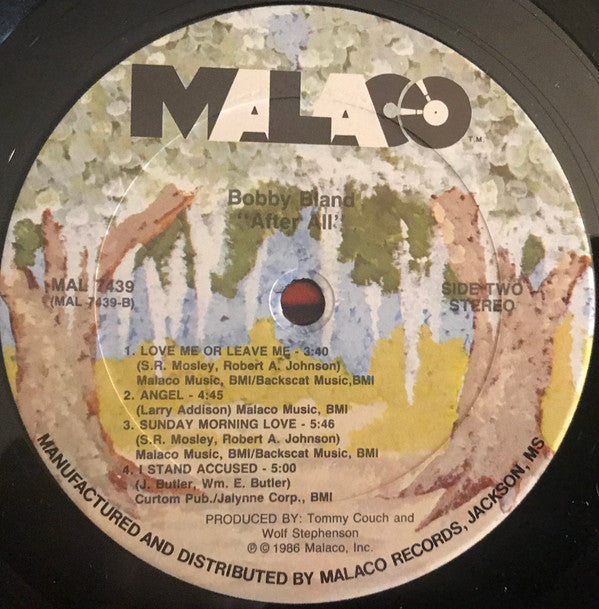 MALACO
T.M.
Bobby Bland
"After All"
MAL 7439
(MAL 7439-B)
SIDE TWO
STEREO
1. LOVE ME OR LEAVE ME - 3:40
(S.R. Mosley, Robert A. Johnson)
Malaco Music, BMI/Backscat Music,BMI
2. ANGEL - 4:45
(Larry Addison) Malaco Music, BMI
3. SUNDAY MORNING LOVE - 5:46
(S.R. Mosley, Robert A. Johnson)
Malaco Music, BMI/Backscat Music, BMI
4. I STAND ACCUSED - 5:00
(J. Butler, Wm. E. Butler)
Curtom Pub./Jalynne Corp., BMI
PRODUCED BY: Tommy Couch and
Wolf Stephenson
℗ © 1986 Malaco, Inc.
MANUFACTURED AND DISTRIBUTED BY MALACO RECORDS, JACKSON, MS